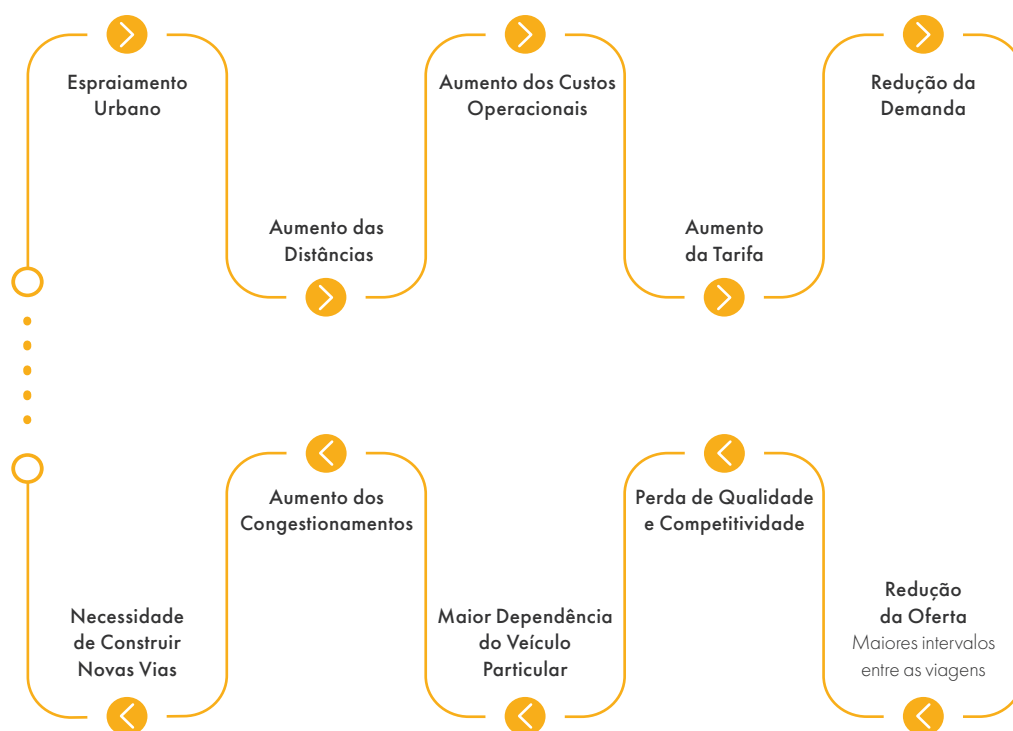 Espraiamento
Urbano
Aumento das
Distâncias
Aumento dos Custos
Operacionais
Aumento
da Tarifa
Redução da
Demanda
Redução
da Oferta
Maiores intervalos
entre as viagens
Perda de Qualidade
e Competitividade
Maior Dependência
do Veículo
Particular
Aumento dos
Congestionamentos
Necessidade
de Construir
Novas Vias